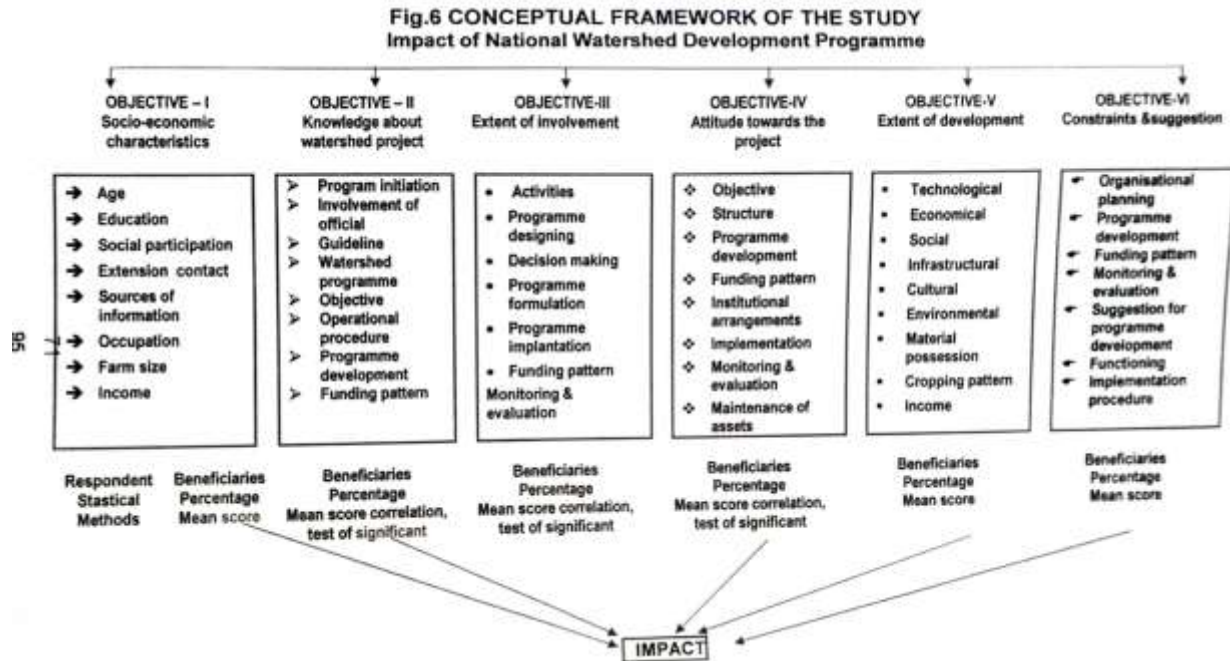 Fig.6 CONCEPTUAL FRAMEWORK OF THE STUDY
Impact of National Watershed Development Programme
OBJECTIVE – I
Socio-economic
characteristics
➔ Age
➔ Education
➔ Social participation
➔ Extension contact
➔ Sources of
information
➔ Occupation
➔ Farm size
➔ Income
Respondent
Stastical
Methods
Beneficiaries
Percentage
Mean score
OBJECTIVE – II
Knowledge about
watershed project
➢ Program initiation
➢ Involvement of
official
➢ Guideline
➢ Watershed
programme
➢ Objective
➢ Operational
procedure
➢ Programme
development
➢ Funding pattern
Beneficiaries
Percentage
Mean score correlation,
test of significant
OBJECTIVE-III
Extent of involvement
• Activities
• Programme
designing
• Decision making
• Programme
formulation
• Programme
implantation
• Funding pattern
Monitoring &
evaluation
Beneficiaries
Percentage
Mean score correlation,
test of significant
OBJECTIVE-IV
Attitude towards the
project
❖ Objective
❖ Structure
❖ Programme
development
❖ Funding pattern
❖ Institutional
arrangements
❖ Implementation
❖ Monitoring &
evaluation
❖ Maintenance of
assets
Beneficiaries
Percentage
Mean score correlation,
test of significant
OBJECTIVE-V
Extent of development
▪ Technological
▪ Economical
▪ Social
▪ Infrastructural
▪ Cultural
▪ Environmental
▪ Material
possession
▪ Cropping pattern
▪ Income
Beneficiaries
Percentage
Mean score
OBJECTIVE-VI
Constraints &suggestion
☛ Organisational
planning
☛ Programme
development
☛ Funding pattern
☛ Monitoring &
evaluation
☛ Suggestion for
programme
development
☛ Functioning
☛ Implementation
procedure
Beneficiaries
Percentage
Mean score
IMPACT